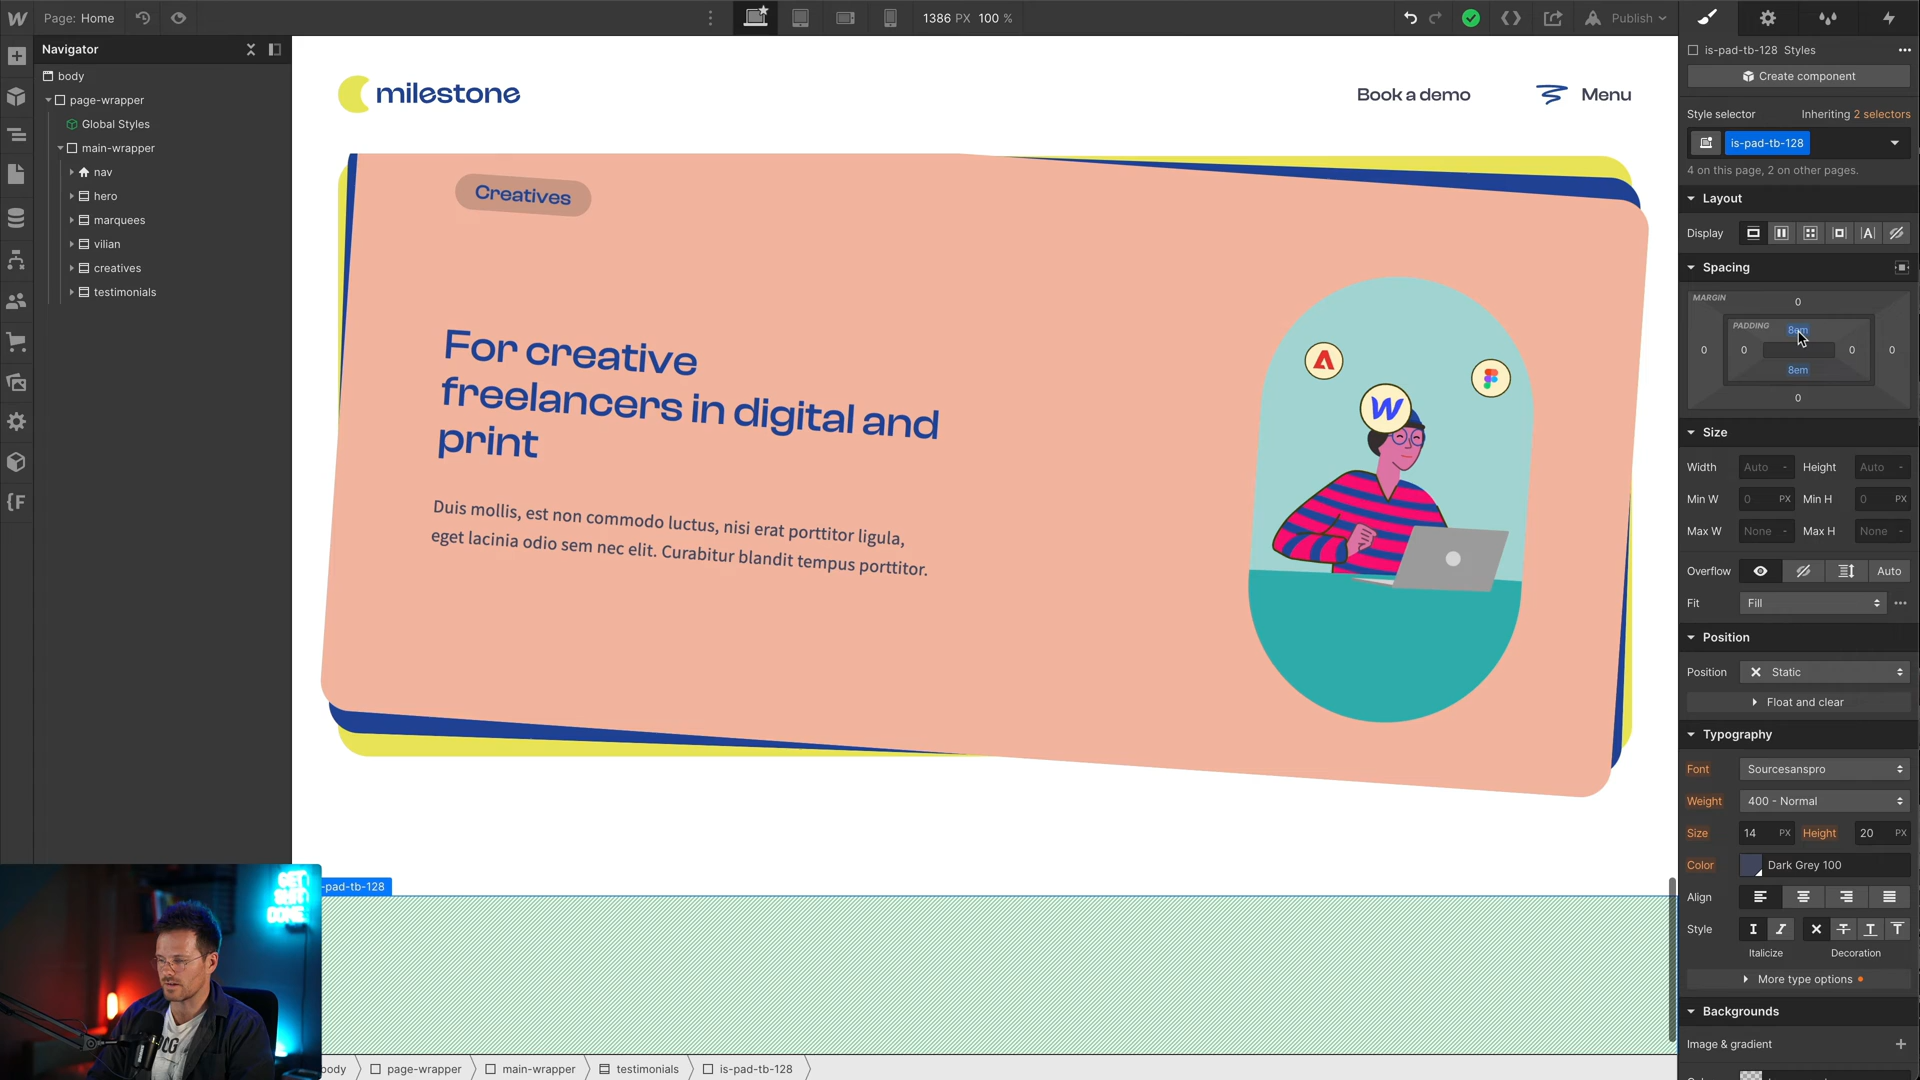 Page: Home
1386 PX 100 %
Publish
Navigator
body
page-wrapper
Global Styles
main-wrapper
nav
hero
marquees
vilian
creatives
testimonials
milestone
Book a demo
Menu
Creatives
For creative
freelancers in digital and
print
Duis mollis, est non commodo luctus, nisi erat porttitor ligula,
eget lacinia odio sem nec elit. Curabitur blandit tempus porttitor.
-pad-tb-128
GET
SHIT
DONE
body
page-wrapper
main-wrapper
testimonials
is-pad-tb-128
is-pad-tb-128 Styles
Create component
Style selector
Inheriting 2 selectors
is-pad-tb-128
4 on this page, 2 on other pages.
Layout
Display
Spacing
MARGIN
0
PADDING
8em
0 0 0 0
8em
0
Size
Width Auto - Height Auto -
Min W 0 PX Min H 0 PX
Max W None - Max H None -
Overflow Auto
Fit Fill
Position
Position Static
Float and clear
Typography
Font Sourcesanspro
Weight 400 - Normal
Size 14 PX Height 20 PX
Color Dark Grey 100
Align
Style
Italicize Decoration
More type options
Backgrounds
Image & gradient